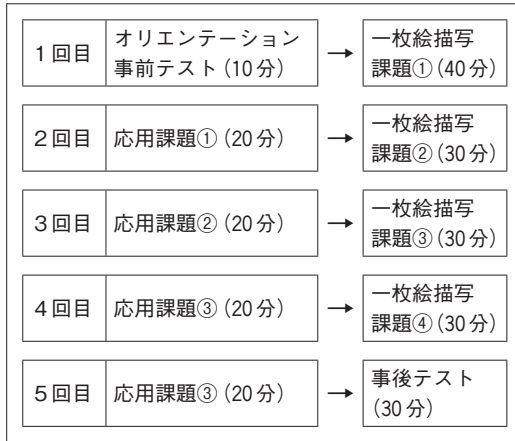 1回目
オリエンテーション
事前テスト(10分)
→
一枚絵描写
課題①(40分)
2回目
応用課題①(20分)
→
一枚絵描写
課題②(30分)
3回目
応用課題②(20分)
→
一枚絵描写
課題③(30分)
4回目
応用課題③(20分)
→
一枚絵描写
課題④(30分)
5回目
応用課題③(20分)
→
事後テスト
(30分)